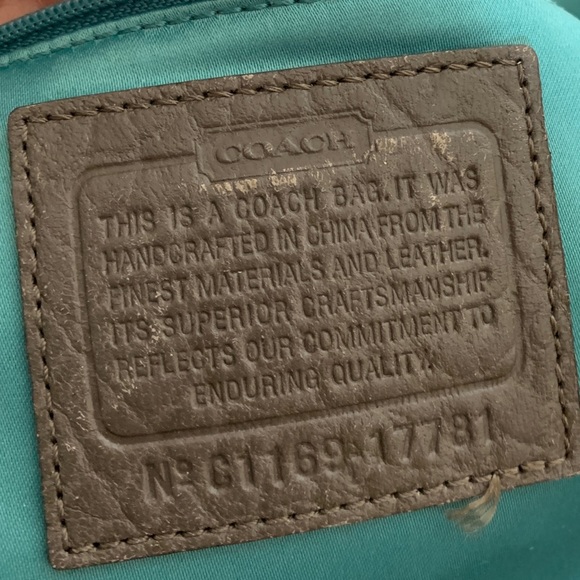 COACH
THIS IS A COACH BAG. IT WAS
HANDCRAFTED IN CHINA FROM THE
FINEST MATERIALS AND LEATHER.
ITS SUPERIOR CRAFTSMANSHIP
REFLECTS OUR COMMITMENT TO
ENDURING QUALITY.
Nº C1169-17781